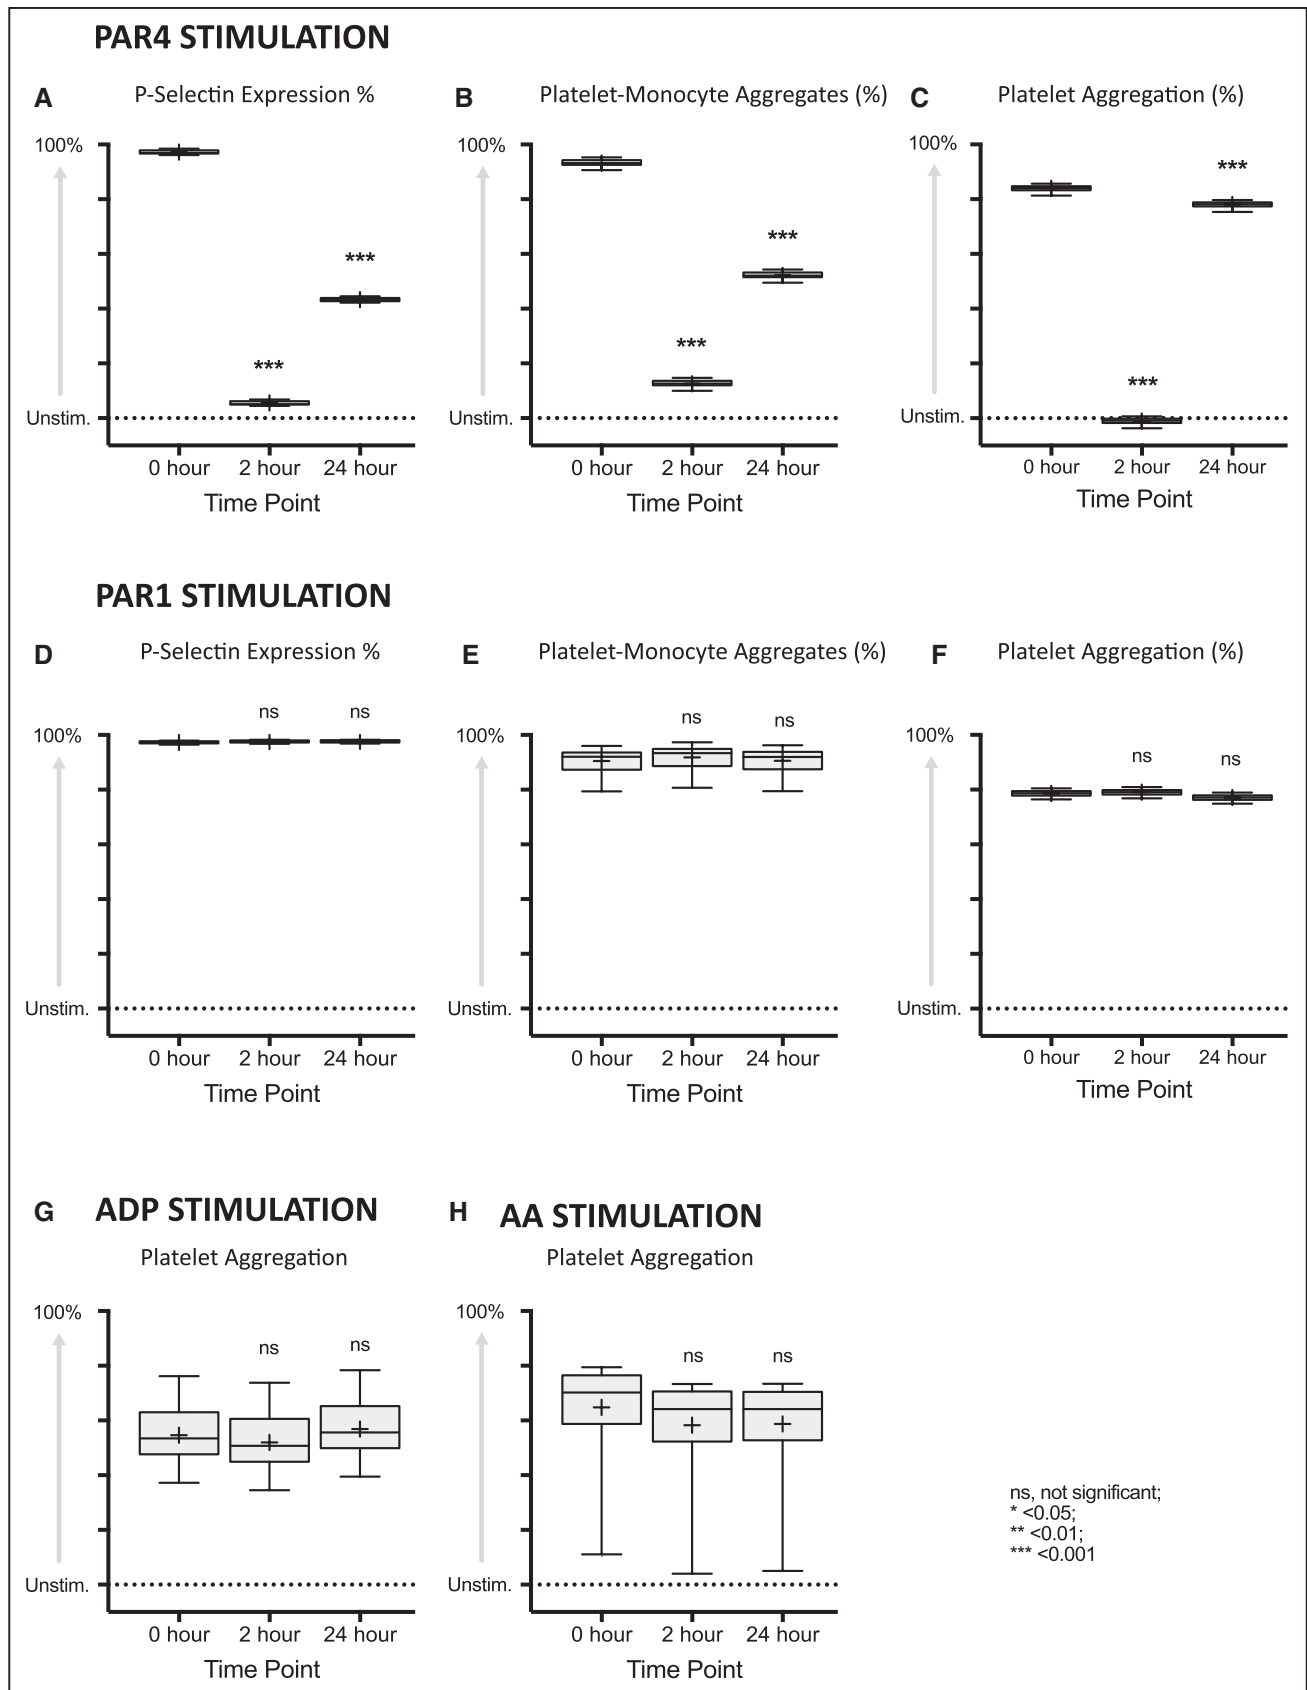 PAR4 STIMULATION
A P-Selectin Expression %
100%
***
***
Unstim.
0 hour 2 hour 24 hour
Time Point
B Platelet-Monocyte Aggregates (%)
100%
***
***
Unstim.
0 hour 2 hour 24 hour
Time Point
C Platelet Aggregation (%)
100%
***
***
Unstim.
0 hour 2 hour 24 hour
Time Point
PAR1 STIMULATION
D P-Selectin Expression %
ns ns
100%
Unstim.
0 hour 2 hour 24 hour
Time Point
E Platelet-Monocyte Aggregates (%)
ns ns
100%
Unstim.
0 hour 2 hour 24 hour
Time Point
F Platelet Aggregation (%)
100%
ns ns
Unstim.
0 hour 2 hour 24 hour
Time Point
G ADP STIMULATION
Platelet Aggregation
100%
ns ns
Unstim.
0 hour 2 hour 24 hour
Time Point
H AA STIMULATION
Platelet Aggregation
100%
ns ns
Unstim.
0 hour 2 hour 24 hour
Time Point
ns, not significant;
* <0.05;
** <0.01;
*** <0.001